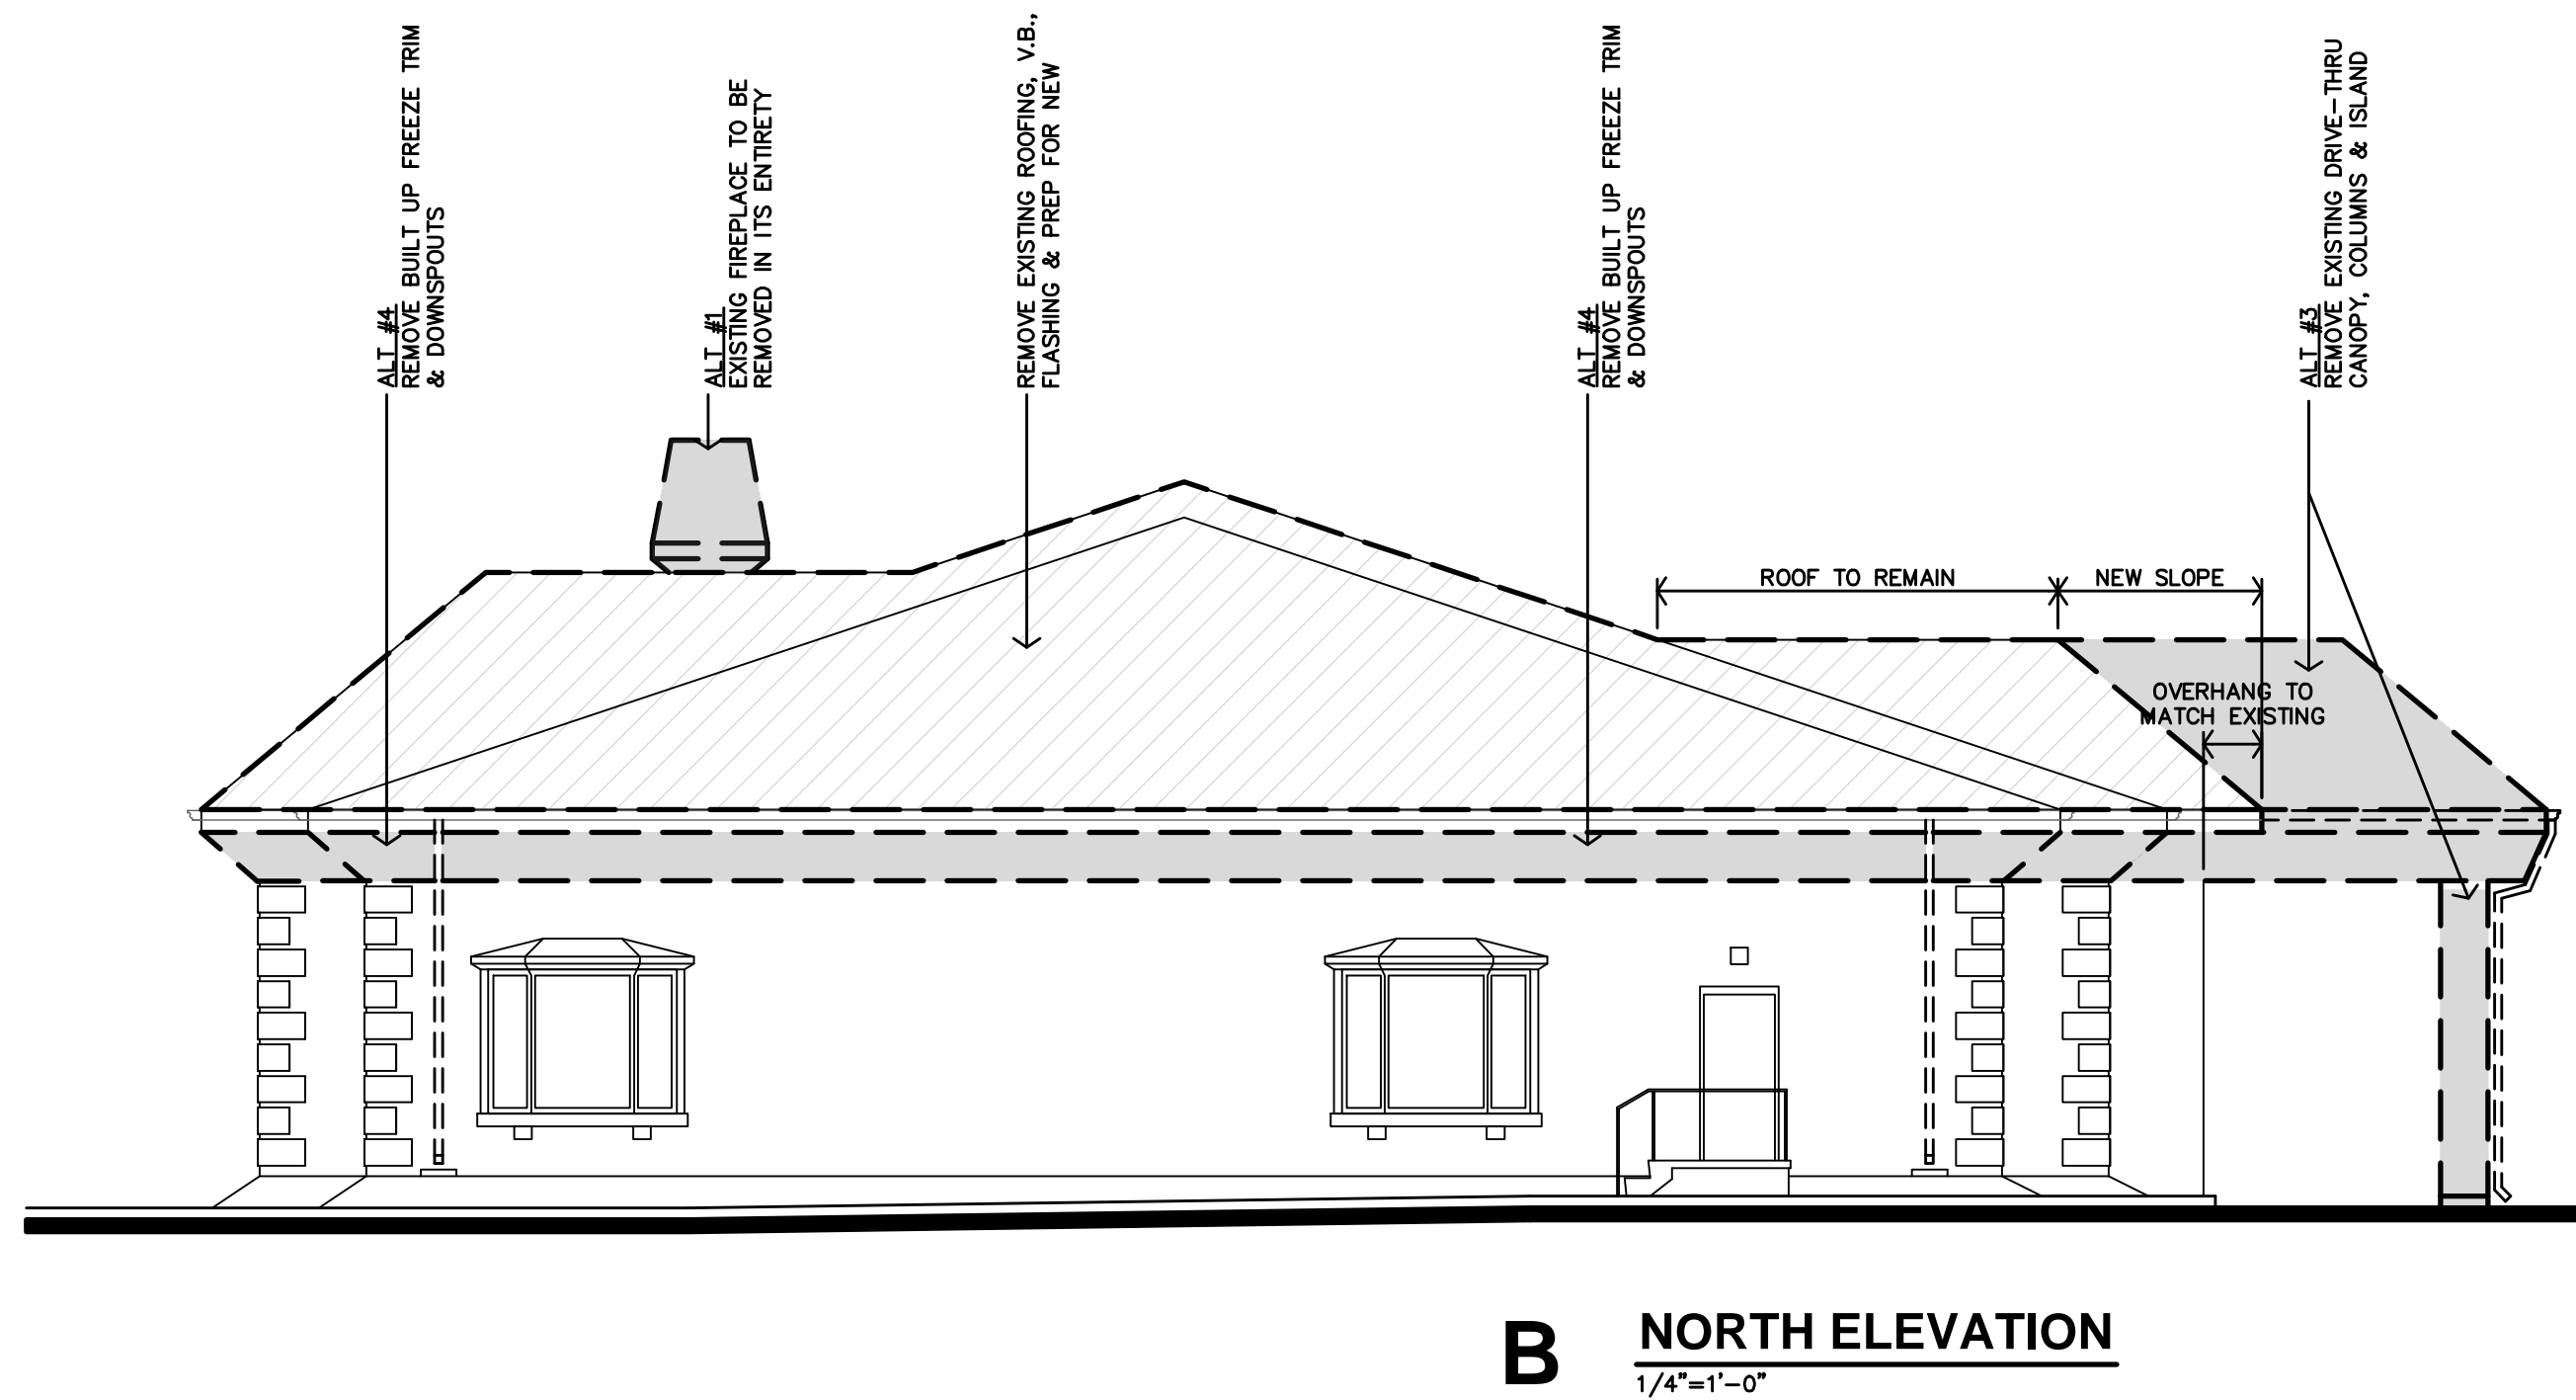 ALT #4
REMOVE BUILT UP FREEZE TRIM
& DOWNSPOUTS
ALT #1
EXISTING FIREPLACE TO BE
REMOVED IN ITS ENTIRETY
REMOVE EXISTING ROOFING, V.B.,
FLASHING & PREP FOR NEW
ALT #4
REMOVE BUILT UP FREEZE TRIM
& DOWNSPOUTS
ALT #3
REMOVE EXISTING DRIVE-THRU
CANOPY, COLUMNS & ISLAND
ROOF TO REMAIN
NEW SLOPE
OVERHANG TO
MATCH EXISTING
B
NORTH ELEVATION
1/4"=1'-0"